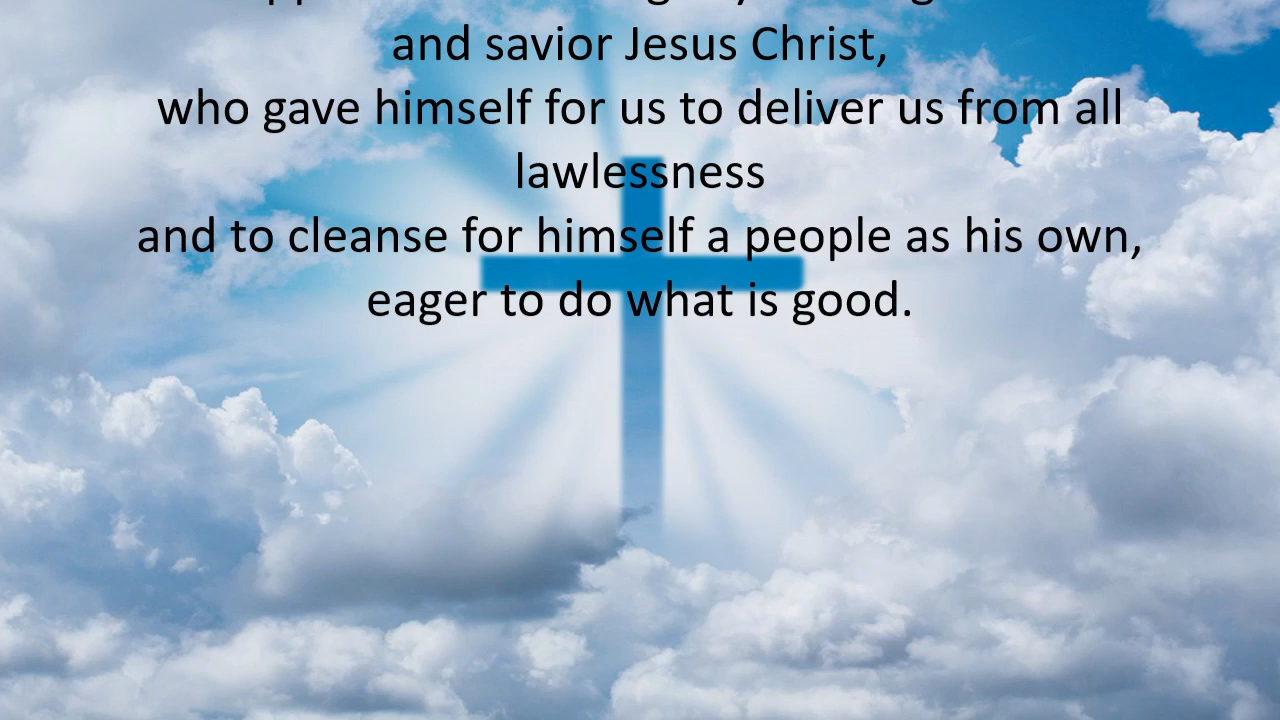 and savior Jesus Christ,
who gave himself for us to deliver us from all
lawlessness
and to cleanse for himself a people as his own,
eager to do what is good.